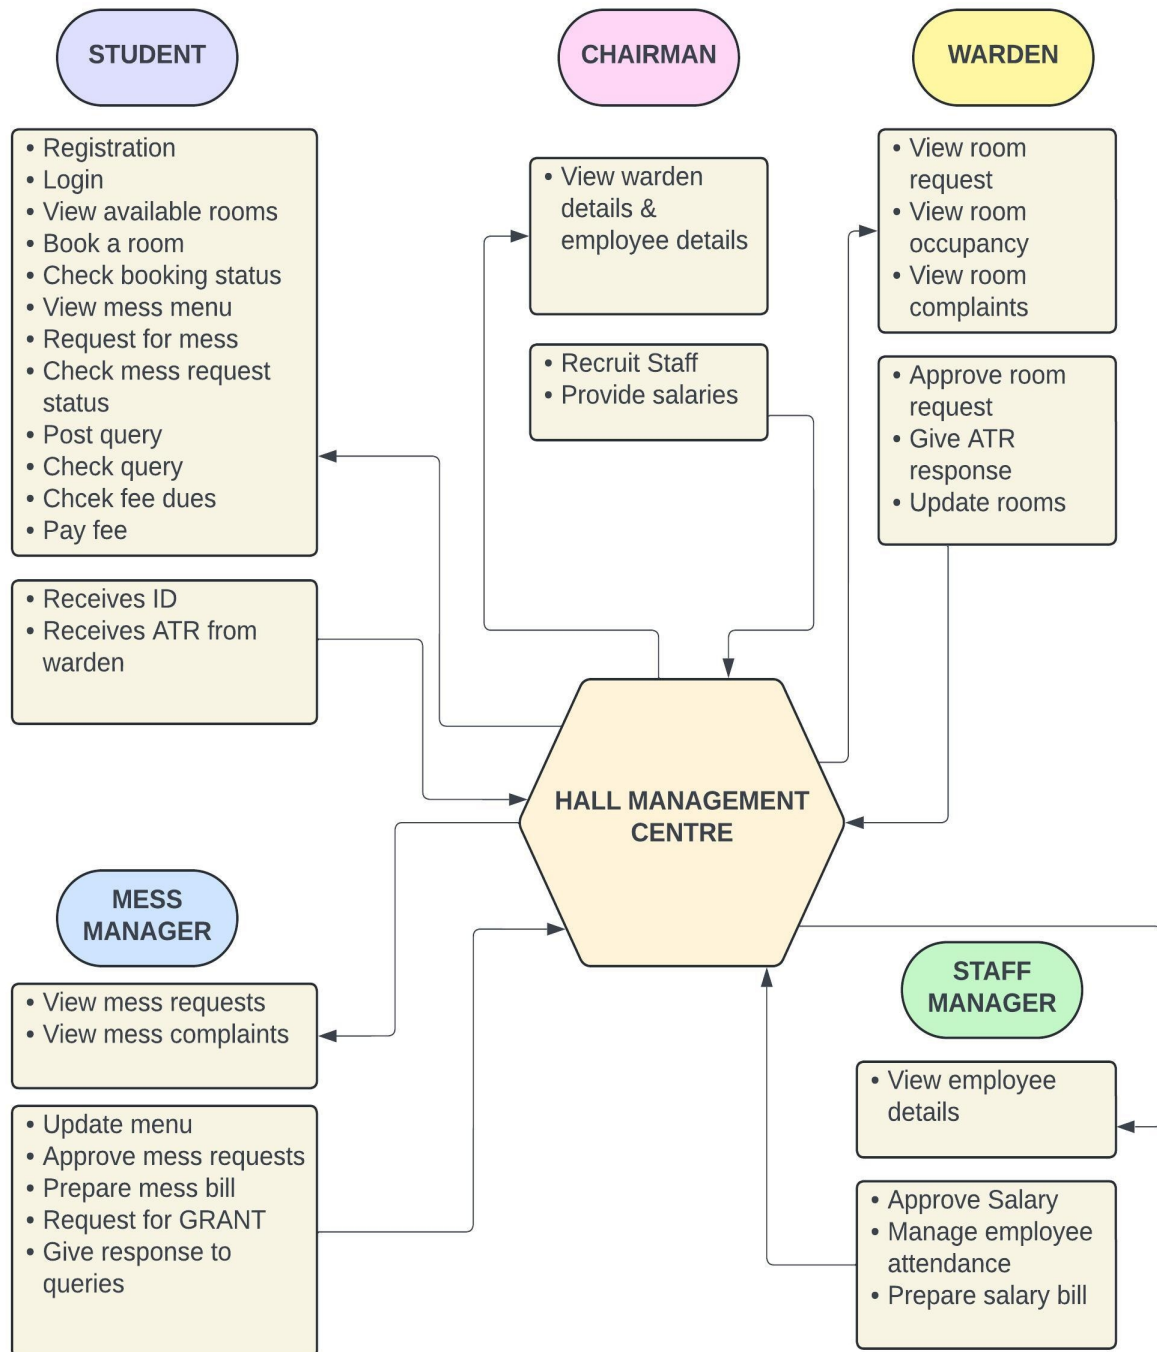 STUDENT
• Registration
• Login
• View available rooms
• Book a room
• Check booking status
• View mess menu
• Request for mess
• Check mess request
status
• Post query
• Check query
• Chcek fee dues
• Pay fee
• Receives ID
• Receives ATR from
warden
CHAIRMAN
• View warden
details &
employee details
• Recruit Staff
• Provide salaries
WARDEN
• View room
request
• View room
occupancy
• View room
complaints
• Approve room
request
• Give ATR
response
• Update rooms
HALL MANAGEMENT
CENTRE
MESS
MANAGER
• View mess requests
• View mess complaints
• Update menu
• Approve mess requests
• Prepare mess bill
• Request for GRANT
• Give response to
queries
STAFF
MANAGER
• View employee
details
• Approve Salary
• Manage employee
attendance
• Prepare salary bill